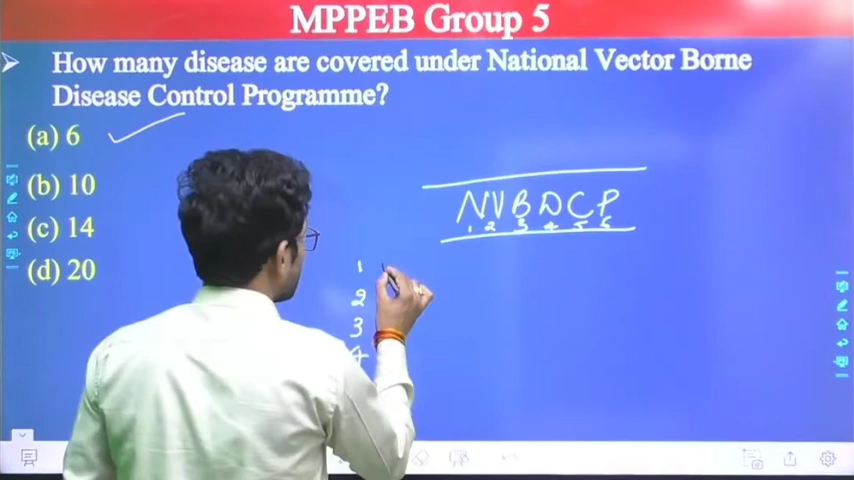 MPPEB Group 5
How many disease are covered under National Vector Borne
Disease Control Programme?
(a) 6
(b) 10
(c) 14
(d) 20
NVBDCP
1 2 3 4 5 6
1
2
3
4